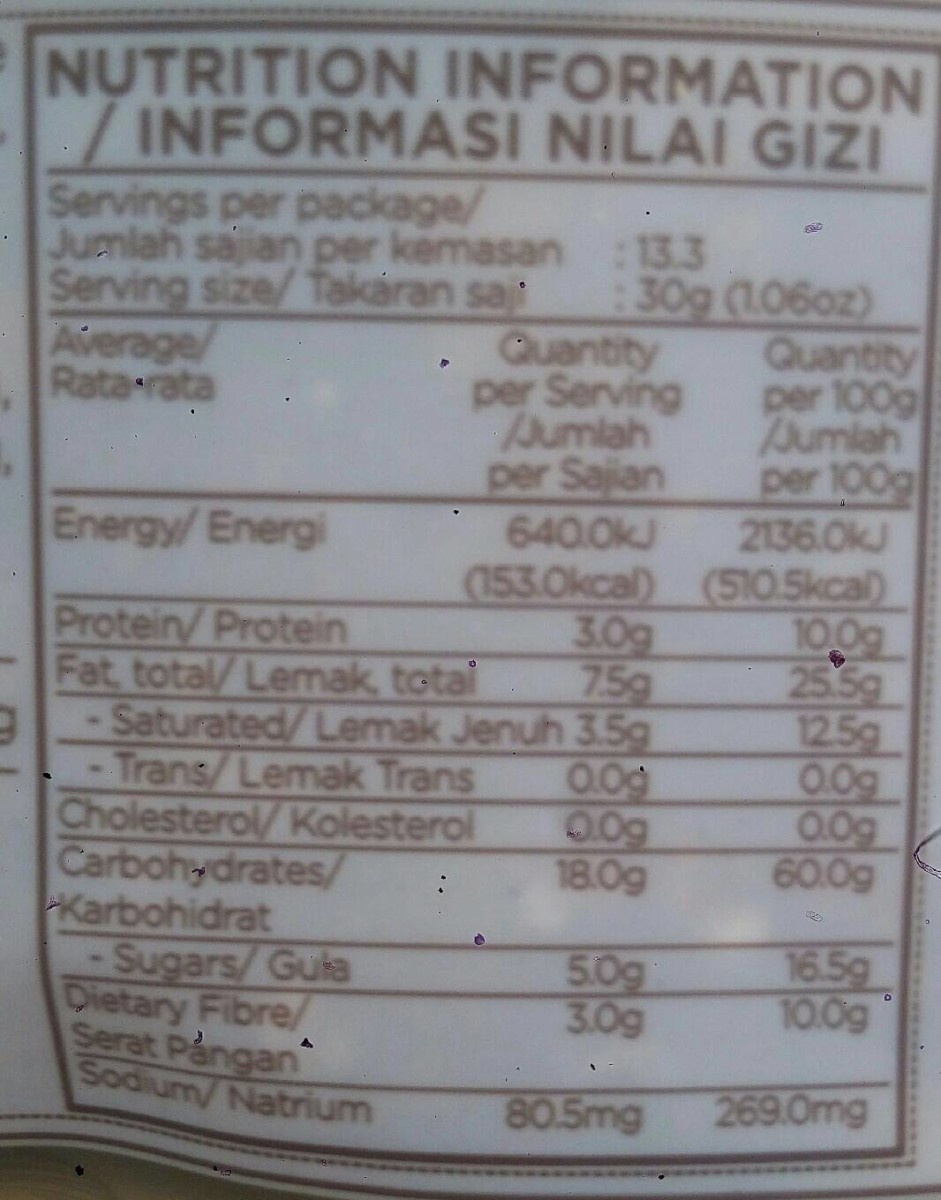 NUTRITION INFORMATION
/ INFORMASI NILAI GIZI
Servings per package/
Jumlah sajian per kemasan : 13.3
Serving size/ Takaran saji : 30g (1.06oz)
Average/ Quantity Quantity
Rata-rata per Serving per 100g
/Jumlah /Jumlah
per Sajian per 100g
Energy/ Energi 640.0kJ 2136.0kJ
(153.0kcal) (510.5kcal)
Protein/ Protein 3.0g 10.0g
Fat, total/ Lemak, total 7.5g 25.5g
- Saturated/ Lemak Jenuh 3.5g 12.5g
- Trans/ Lemak Trans 0.0g 0.0g
Cholesterol/ Kolesterol 0.0g 0.0g
Carbohydrates/ 18.0g 60.0g
Karbohidrat
- Sugars/ Gula 5.0g 16.5g
Dietary Fibre/ 3.0g 10.0g
Serat Pangan
Sodium/ Natrium 80.5mg 269.0mg